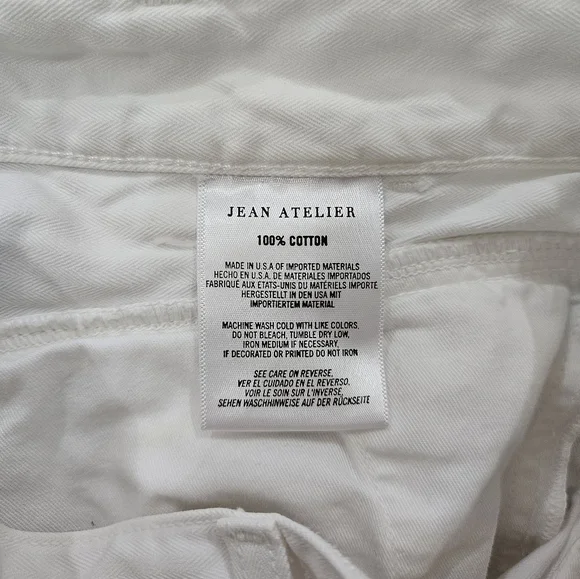 JEAN ATELIER
100% COTTON
MADE IN U.S.A OF IMPORTED MATERIALS
HECHO EN U.S.A. DE MATERIALES IMPORTADOS
FABRIQUÉ AUX ETATS-UNIS DU MATÉRIELS IMPORTE
HERGESTELLT IN DEN USA MIT
IMPORTIERTEM MATERIAL
MACHINE WASH COLD WITH LIKE COLORS,
DO NOT BLEACH, TUMBLE DRY LOW,
IRON MEDIUM IF NECESSARY,
IF DECORATED OR PRINTED DO NOT IRON
SEE CARE ON REVERSE,
VER EL CUIDADO EN EL REVERSO,
VOIR LE SOIN SUR L'INVERSE,
SEHEN WASCHHINWEISE AUF DER RÜCKSEITE